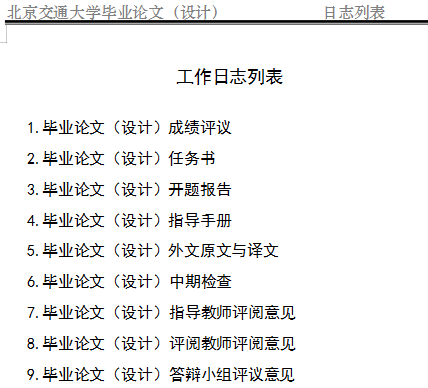 北京交通大学毕业论文（设计） 日志列表
工作日志列表
1.毕业论文（设计）成绩评议
2.毕业论文（设计）任务书
3.毕业论文（设计）开题报告
4.毕业论文（设计）指导手册
5.毕业论文（设计）外文原文与译文
6.毕业论文（设计）中期检查
7.毕业论文（设计）指导教师评阅意见
8.毕业论文（设计）评阅教师评阅意见
9.毕业论文（设计）答辩小组评议意见